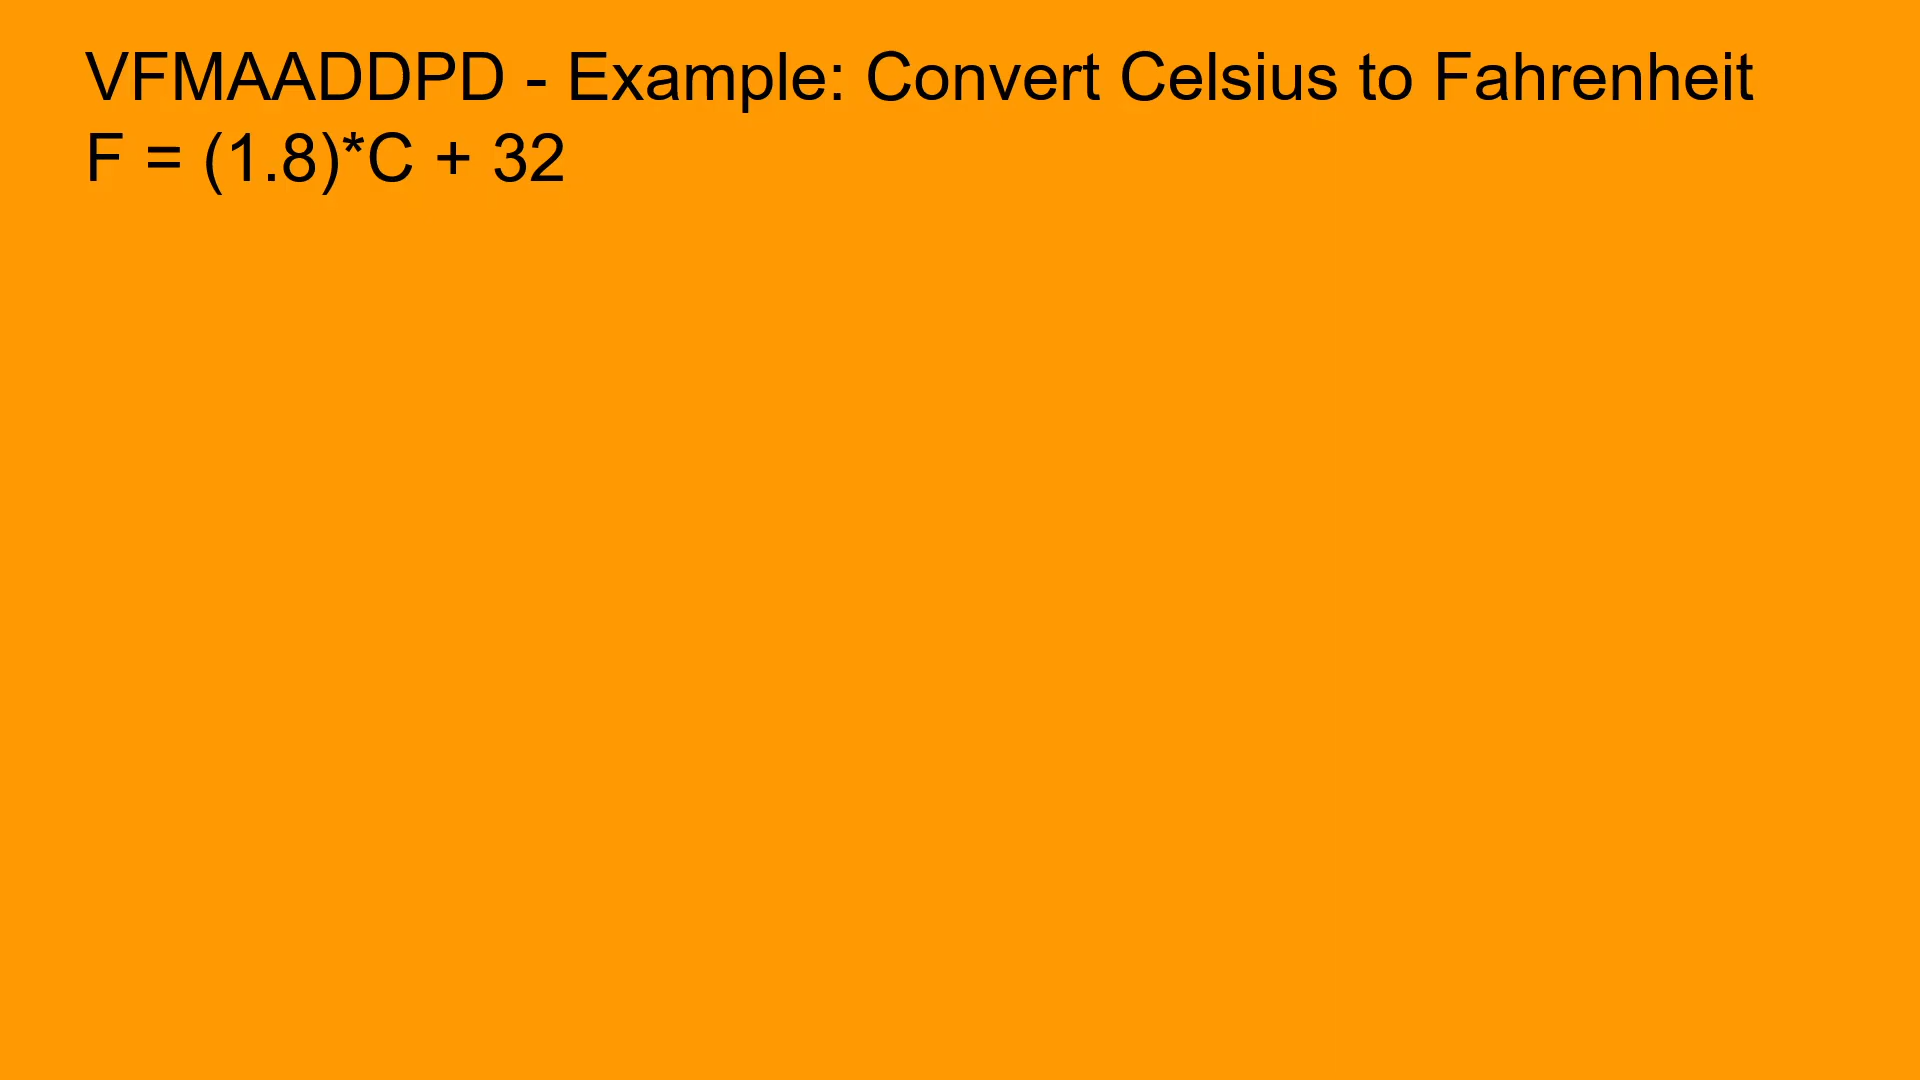 VFMAADDPD - Example: Convert Celsius to Fahrenheit
F = (1.8)*C + 32